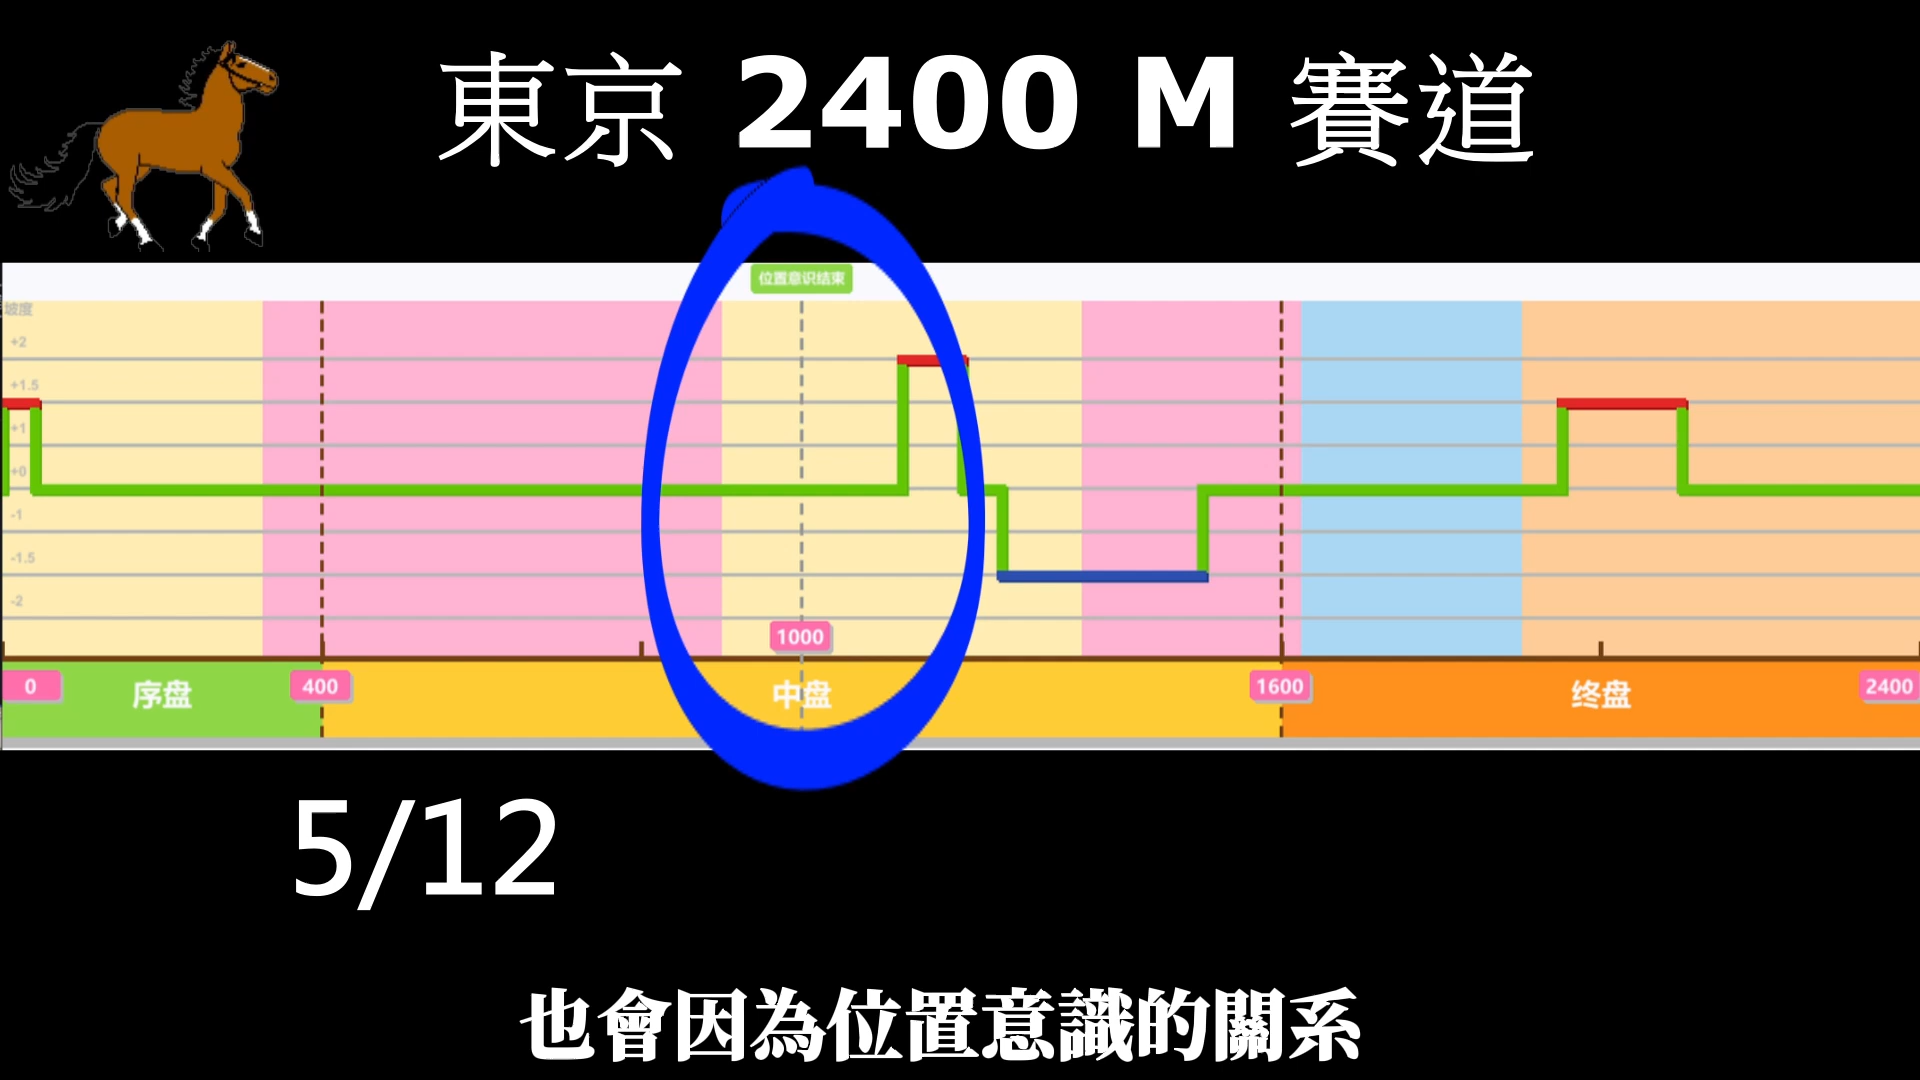 東京 2400 M 賽道
位置意识结束
坡度
+2
+1.5
+1
+0
-1
-1.5
-2
1000
0
序盘
400
中盘
1600
终盘
2400
5/12
也會因為位置意識的關系